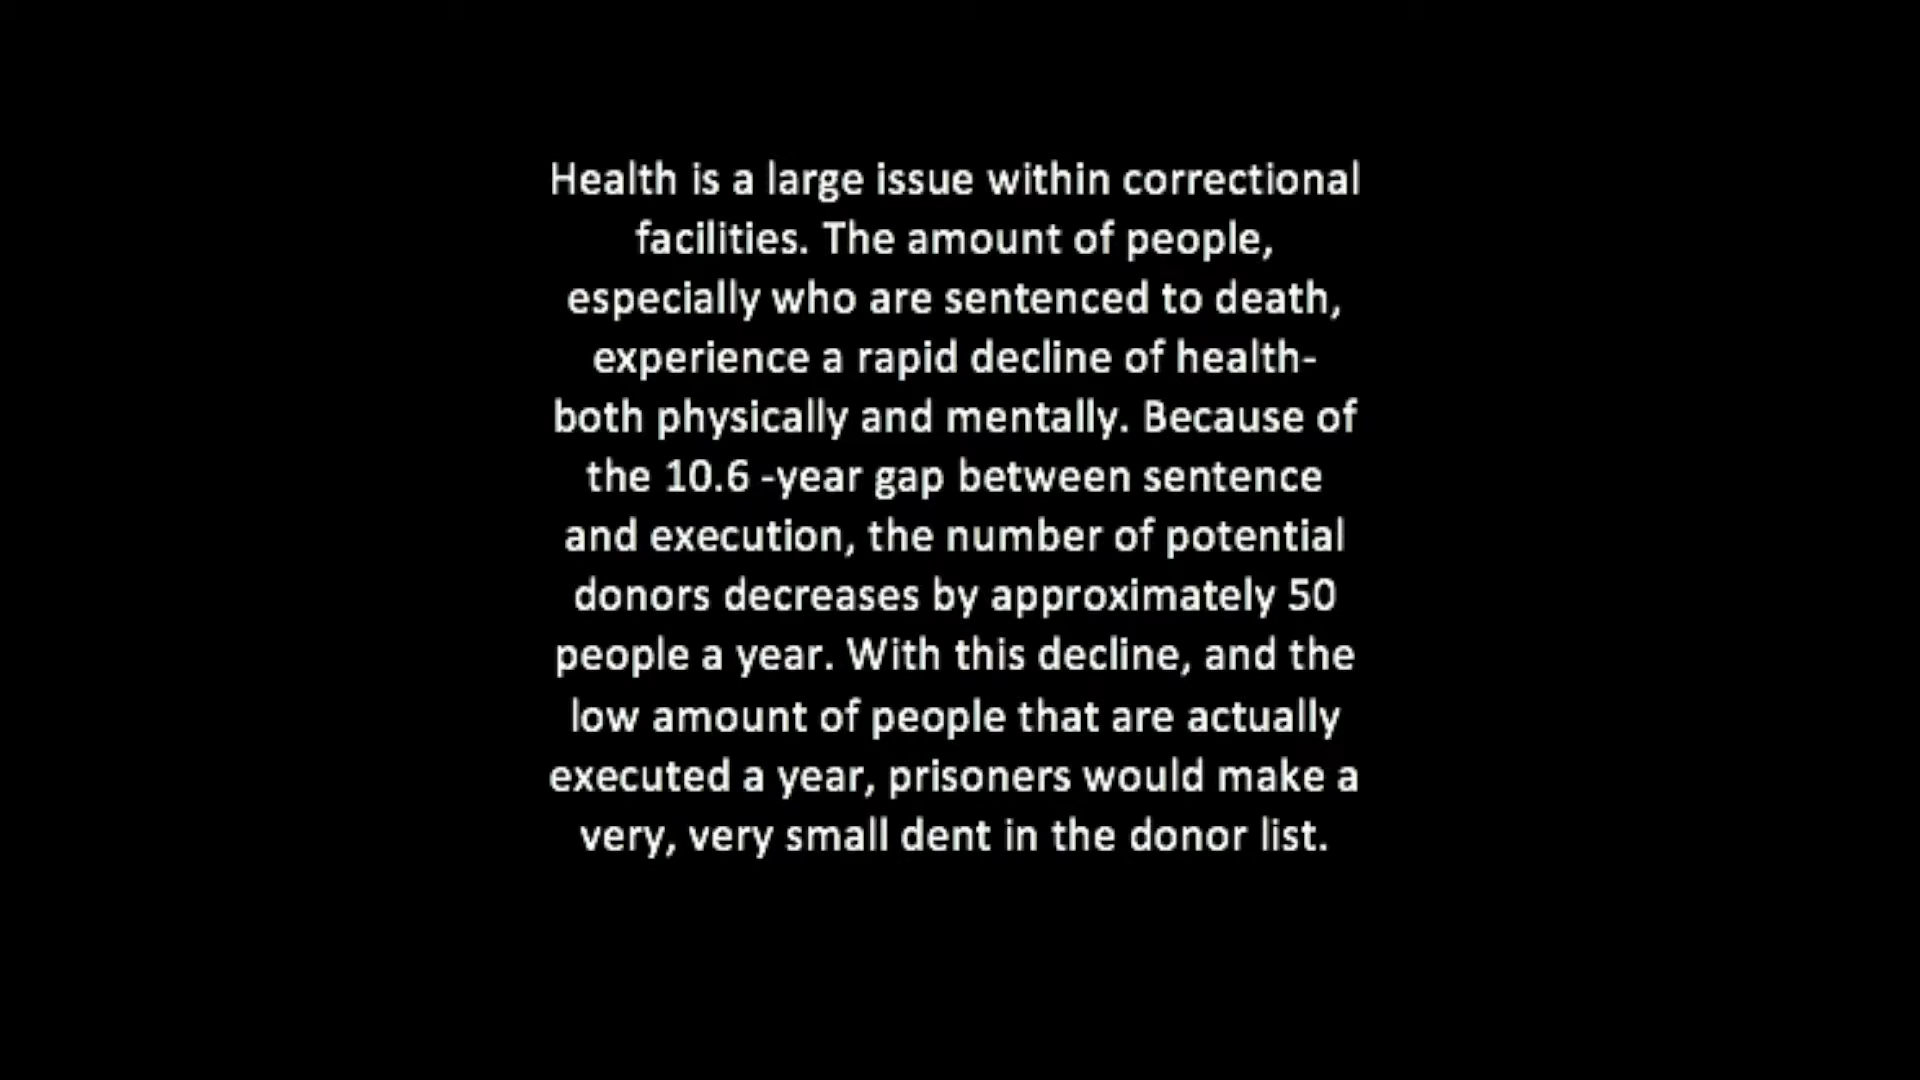 Health is a large issue within correctional
facilities. The amount of people,
especially who are sentenced to death,
experience a rapid decline of health-
both physically and mentally. Because of
the 10.6 -year gap between sentence
and execution, the number of potential
donors decreases by approximately 50
people a year. With this decline, and the
low amount of people that are actually
executed a year, prisoners would make a
very, very small dent in the donor list.